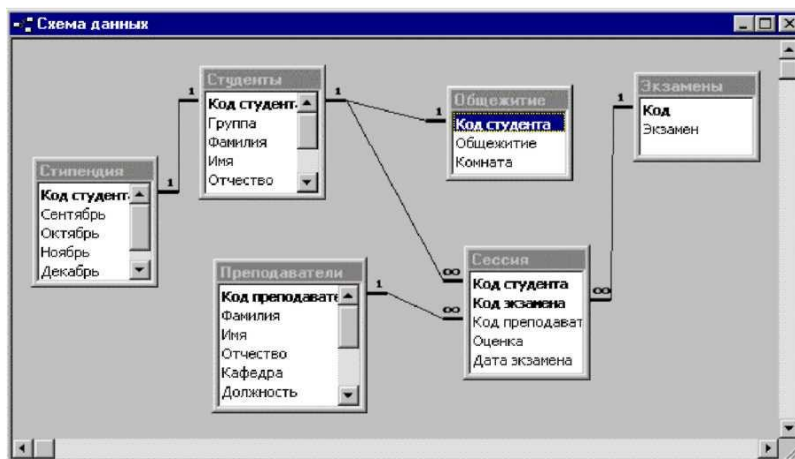 Схема данных
Студенты
Код студент
Группа
Фамилия
Имя
Отчество
Общежитие
Код студента
Общежитие
Комната
Экзамены
Код
Экзамен
Стипендия
Код студент
Сентябрь
Октябрь
Ноябрь
Декабрь
Преподаватели
Код преподавате
Фамилия
Имя
Отчество
Кафедра
Должность
Сессия
Код студента
Код экзамена
Код преподават
Оценка
Дата экзамена
1
1
1
1
1
1
∞
∞
∞